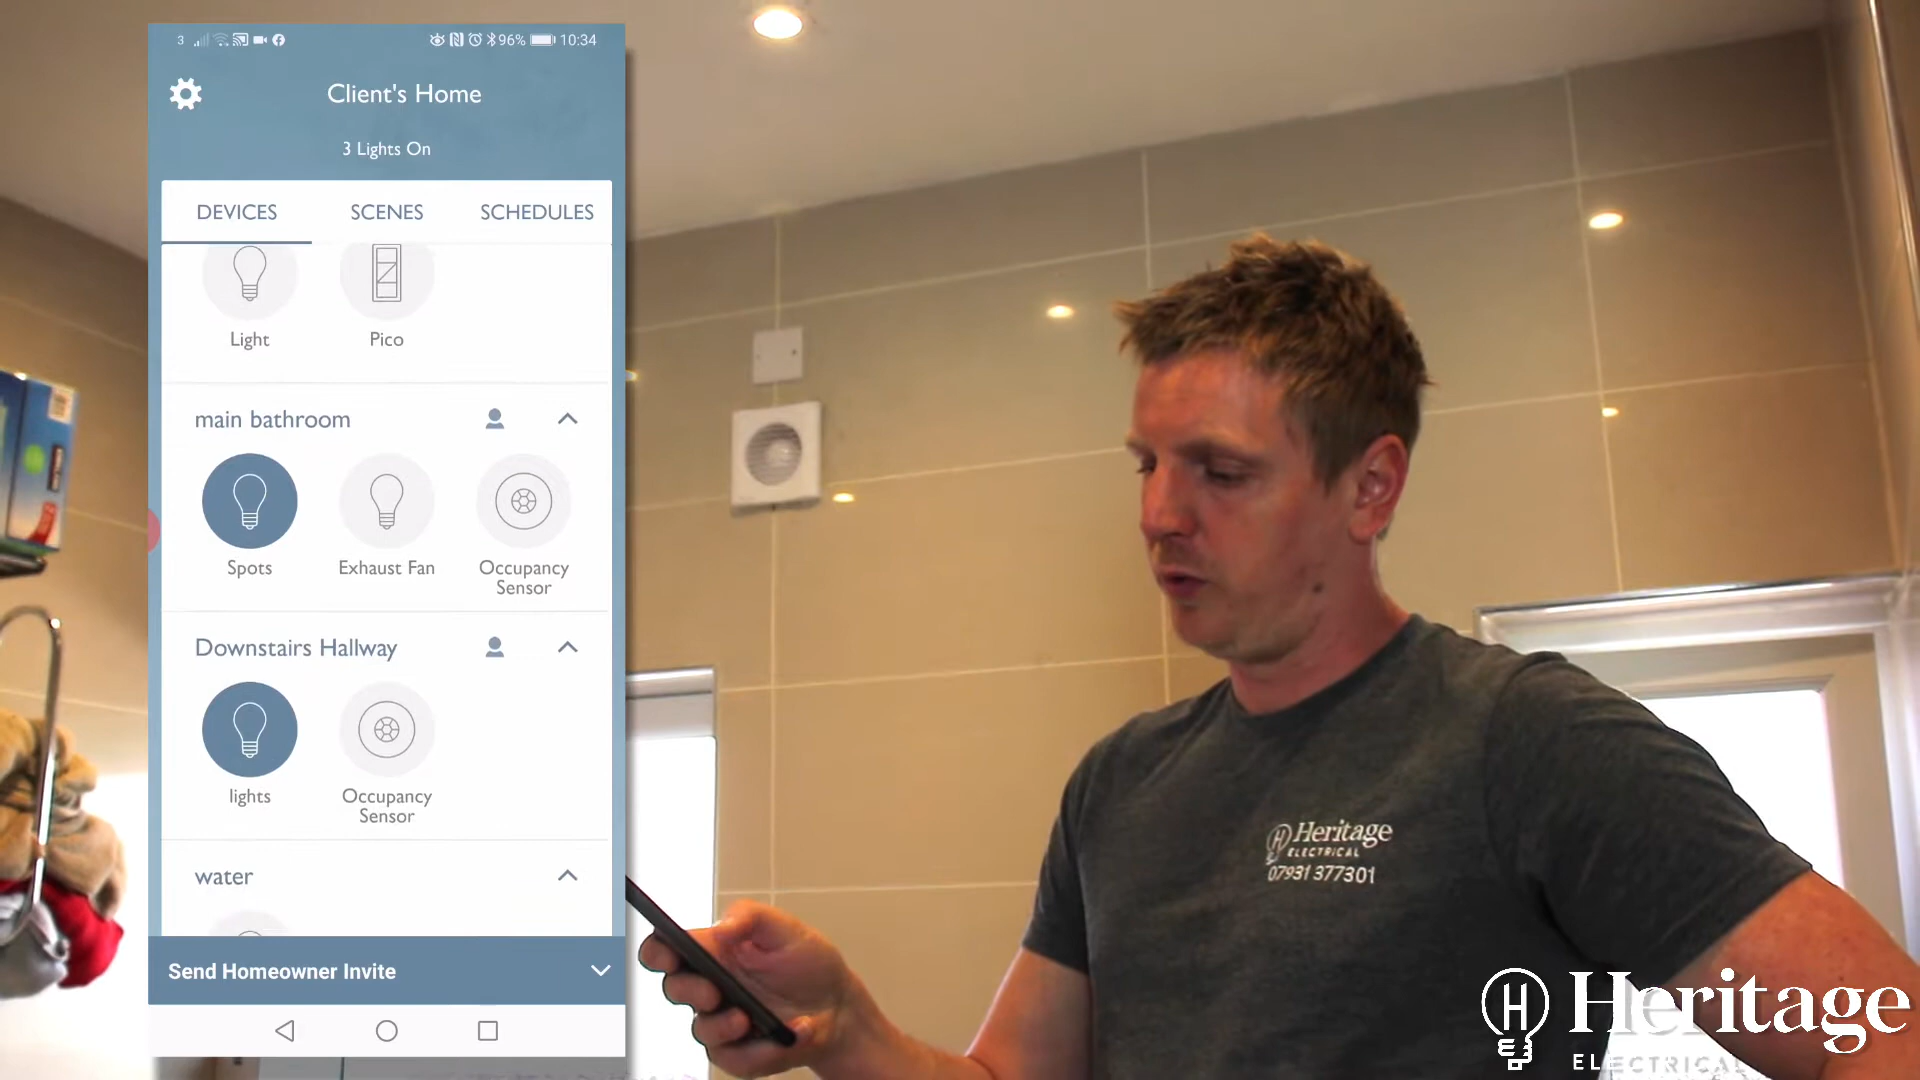 3
96%
10:34
Client's Home
3 Lights On
DEVICES SCENES SCHEDULES
Light Pico
main bathroom
Spots Exhaust Fan Occupancy
Sensor
Downstairs Hallway
lights Occupancy
Sensor
water
Send Homeowner Invite
Heritage
ELECTRICAL
07931 377301
Heritage
ELECTRICAL